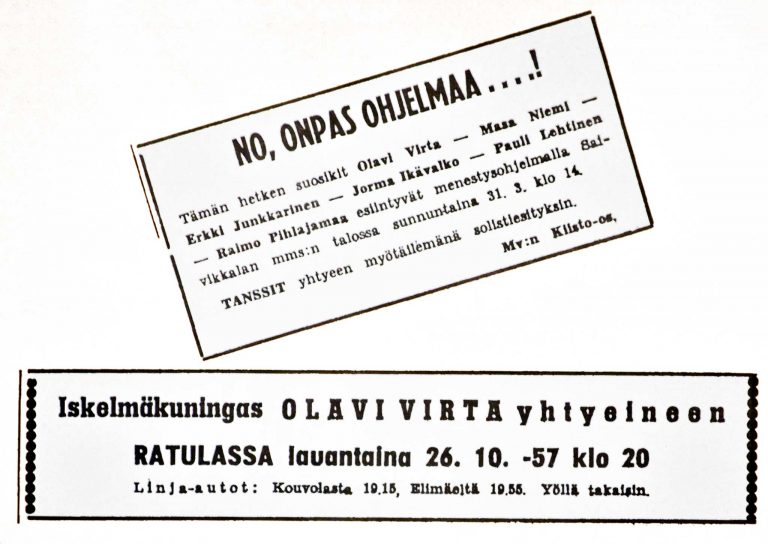 NO, ONPAS OHJELMAA . . . . !
Tämän hetken suosikit Olavi Virta — Masa Niemi —
Erkki Junkkarinen — Jorma Ikävalko — Pauli Lehtinen
— Raimo Pihlajamaa esiintyvät menestysohjelmalla Sai-
vikkalan mms:n talossa sunnuntaina 31. 3. klo 14.
TANSSIT yhtyeen myötäilemänä solistiesityksin.
Mv:n Kiisto-os.
Iskelmäkuningas OLAVI VIRTA yhtyeineen
RATULASSA lauantaina 26. 10. -57 klo 20
Linja-autot: Kouvolasta 19.15, Elimäeltä 19.55. Yöllä takaisin.